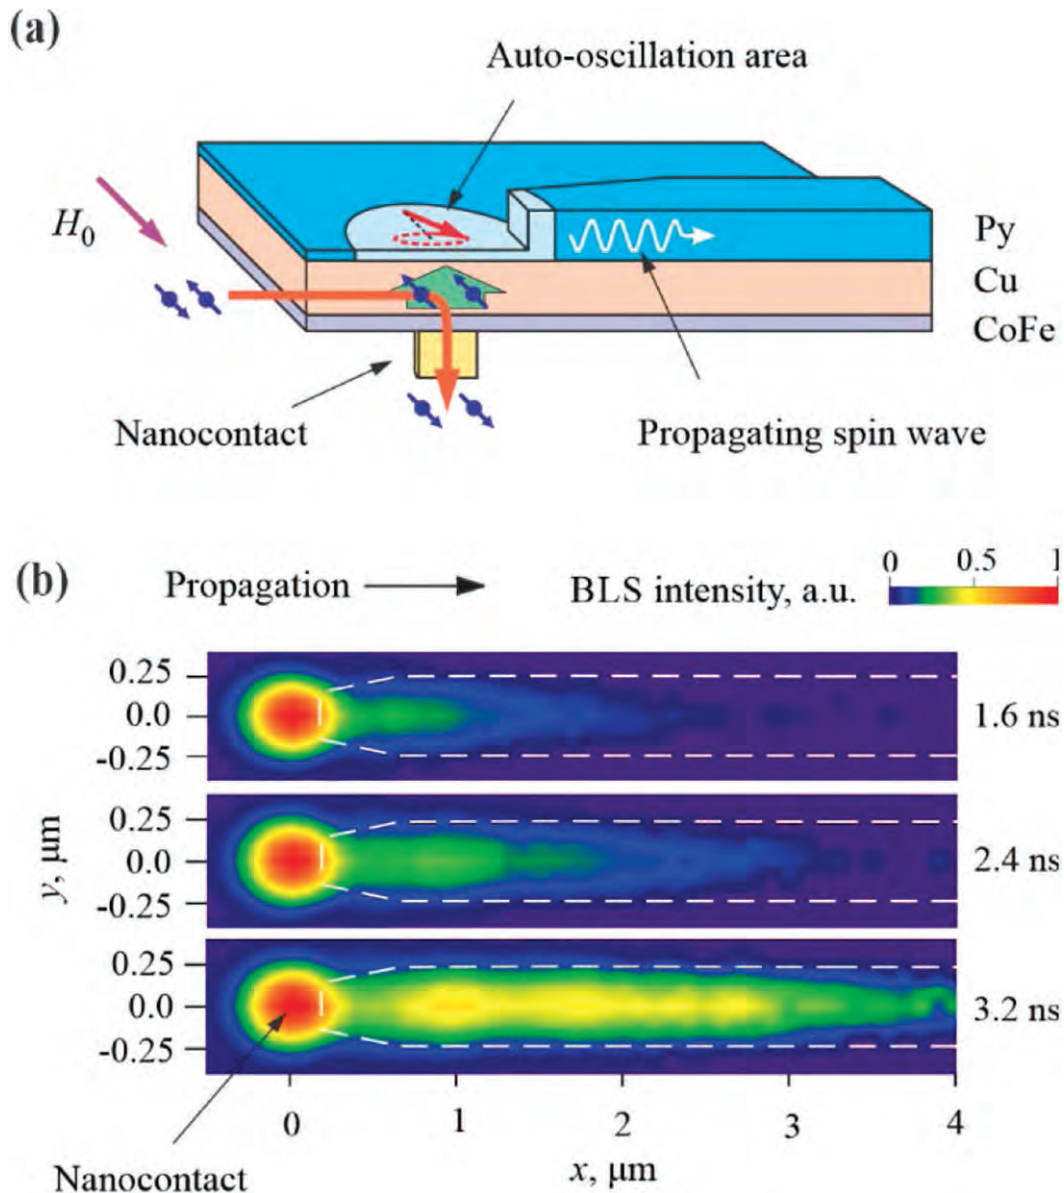 (a)
Auto-oscillation area
H0
Py
Cu
CoFe
Nanocontact
Propagating spin wave
(b)
Propagation
BLS intensity, a.u.
0 0.5 1
0.25
0.0
-0.25
1.6 ns
0.25
0.0
-0.25
2.4 ns
0.25
0.0
-0.25
3.2 ns
y, μm
0 1 2 3 4
Nanocontact
x, μm